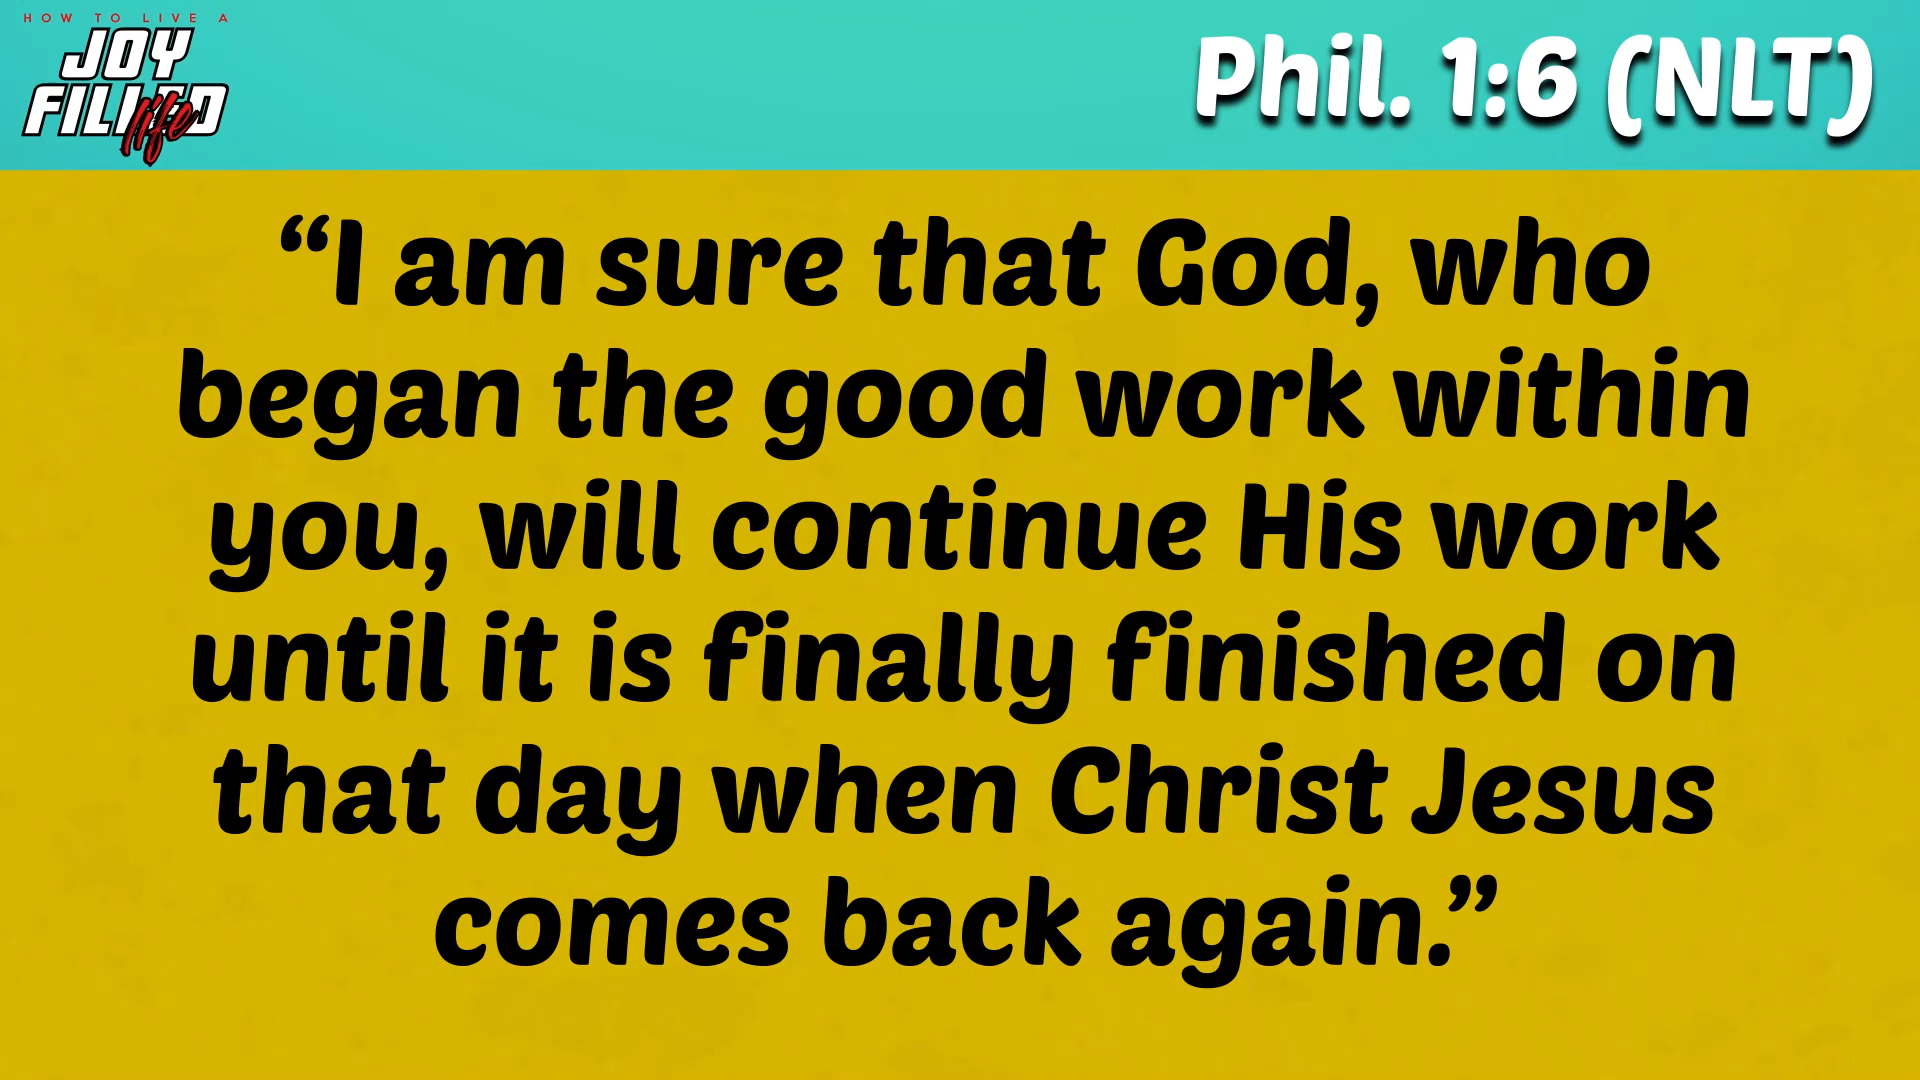 HOW TO LIVE A
JOY
FILLED
life
Phil. 1:6 (NLT)
“I am sure that God, who
began the good work within
you, will continue His work
until it is finally finished on
that day when Christ Jesus
comes back again.”